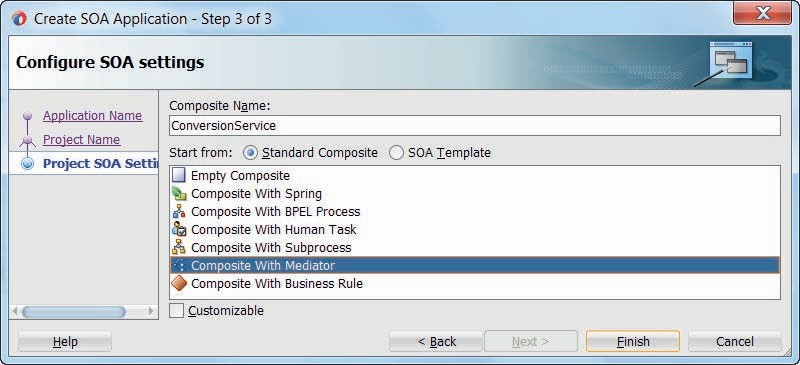 Create SOA Application - Step 3 of 3
Configure SOA settings
Application Name
Project Name
Project SOA Setti
Composite Name:
ConversionService
Start from: Standard Composite SOA Template
Empty Composite
Composite With Spring
Composite With BPEL Process
Composite With Human Task
Composite With Subprocess
Composite With Mediator
Composite With Business Rule
Customizable
Help < Back Next > Finish Cancel